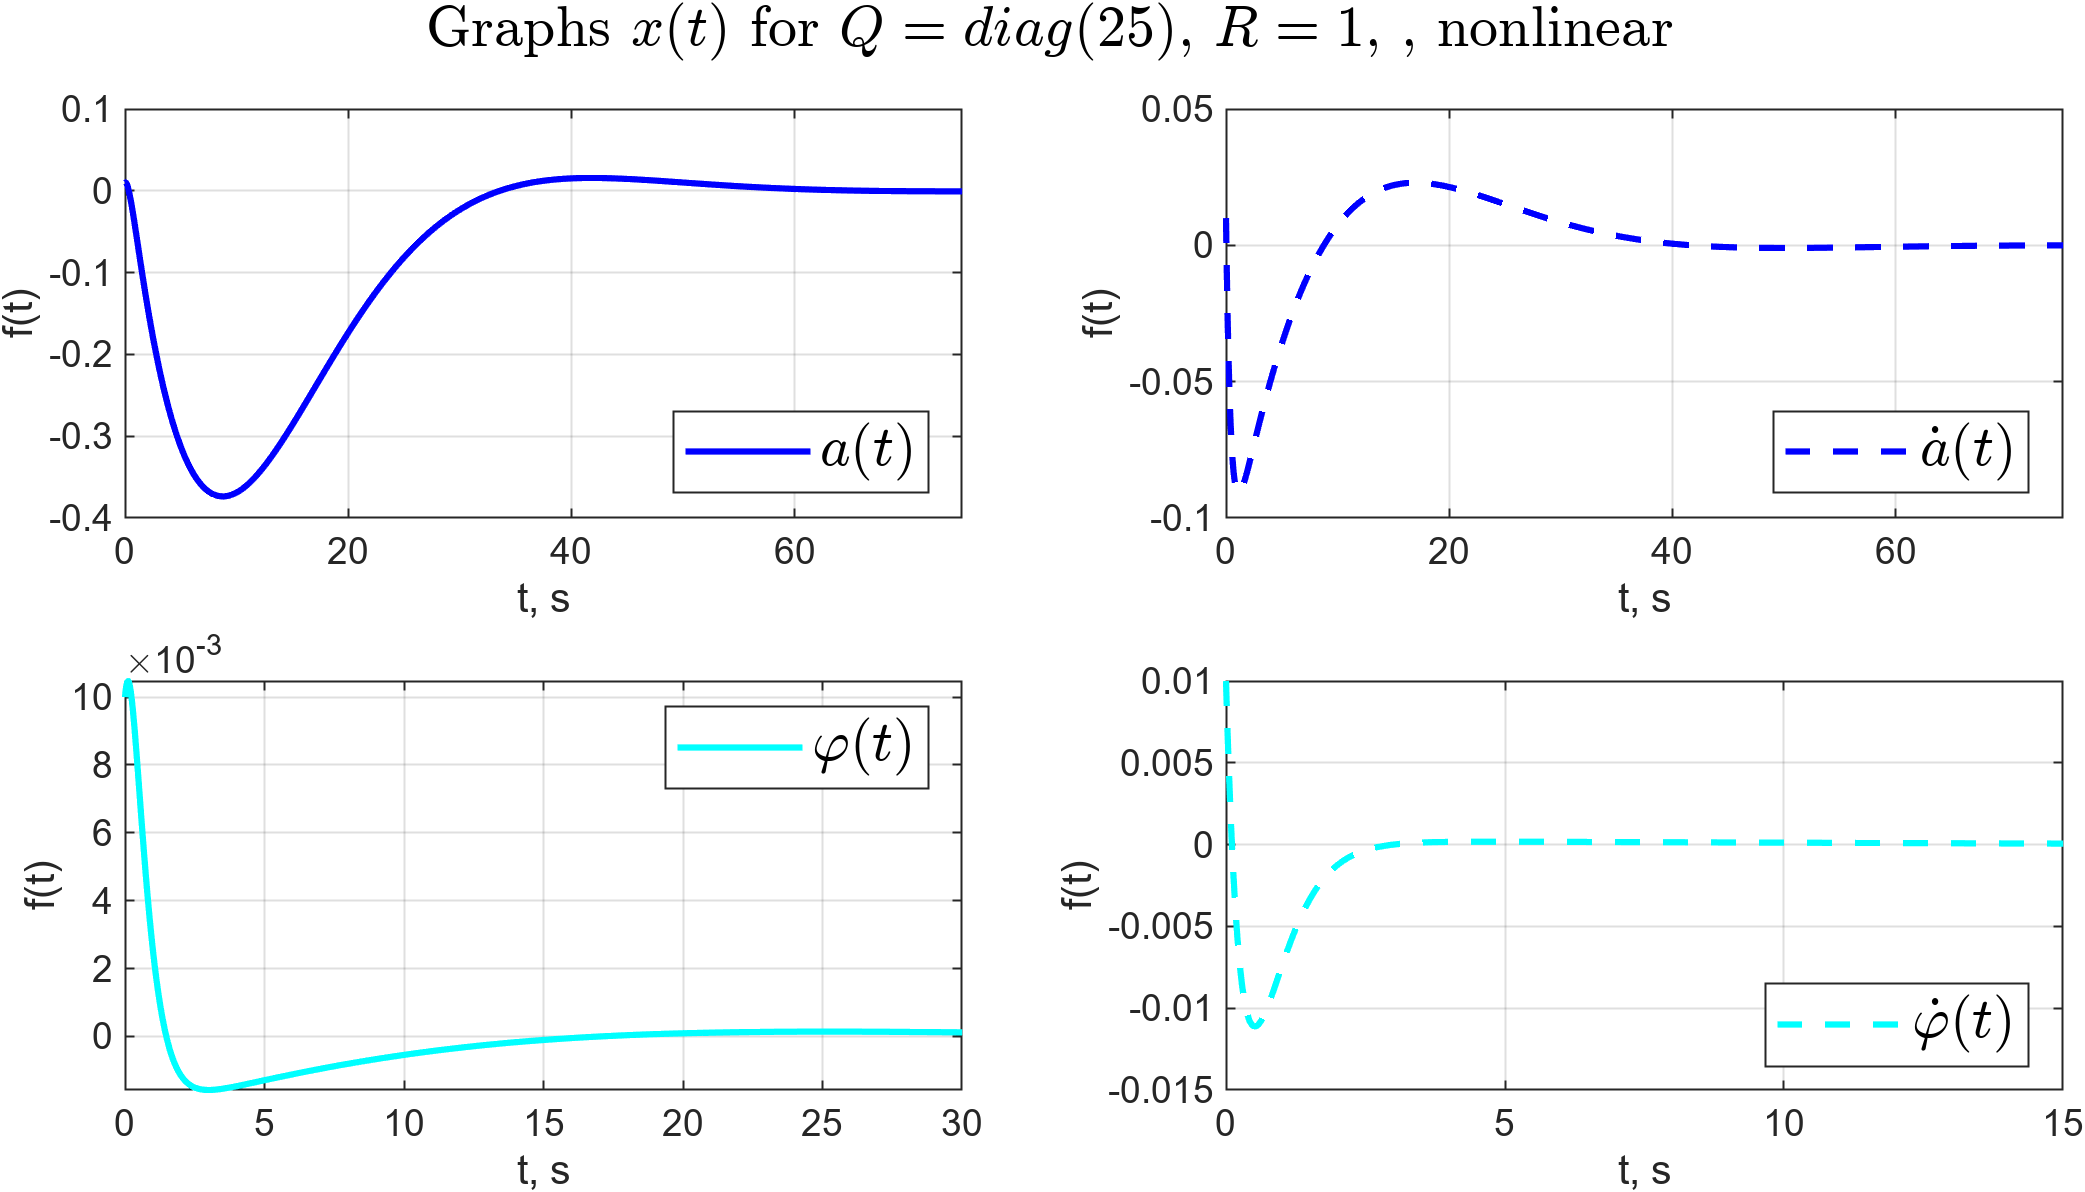 Graphs x(t) for Q = diag(25), R = 1, , nonlinear
0.1
0
-0.1
-0.2
-0.3
-0.4
f(t)
0 20 40 60
t, s
a(t)
0.05
0
-0.05
-0.1
f(t)
0 20 40 60
t, s
ȧ(t)
×10⁻³
10
8
6
4
2
0
f(t)
0 5 10 15 20 25 30
t, s
φ(t)
0.01
0.005
0
-0.005
-0.01
-0.015
f(t)
0 5 10 15
t, s
φ̇(t)